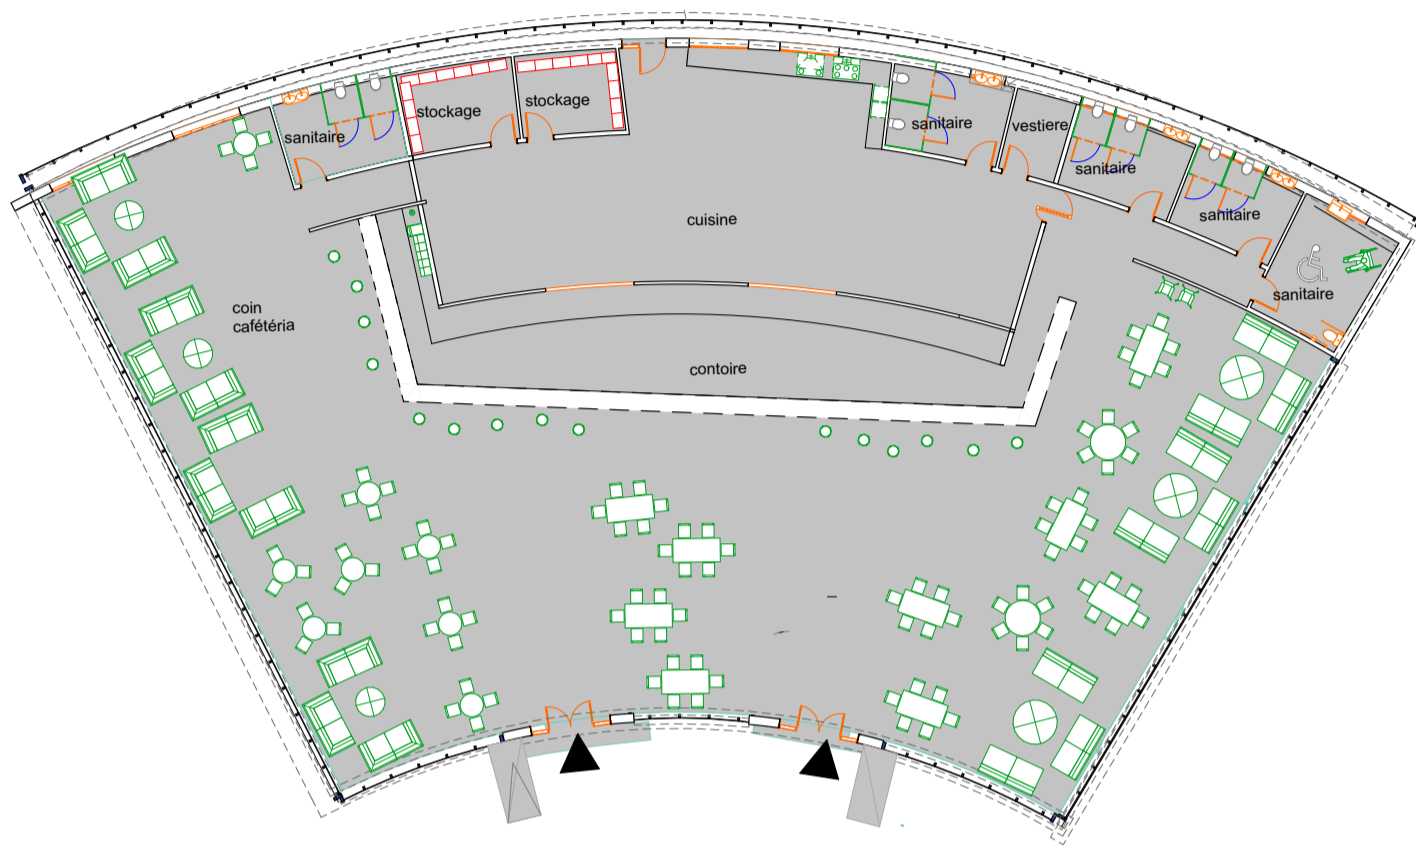 stockage
stockage
sanitaire
sanitaire
vestiere
sanitaire
sanitaire
sanitaire
cuisine
coin
cafétéria
contoire